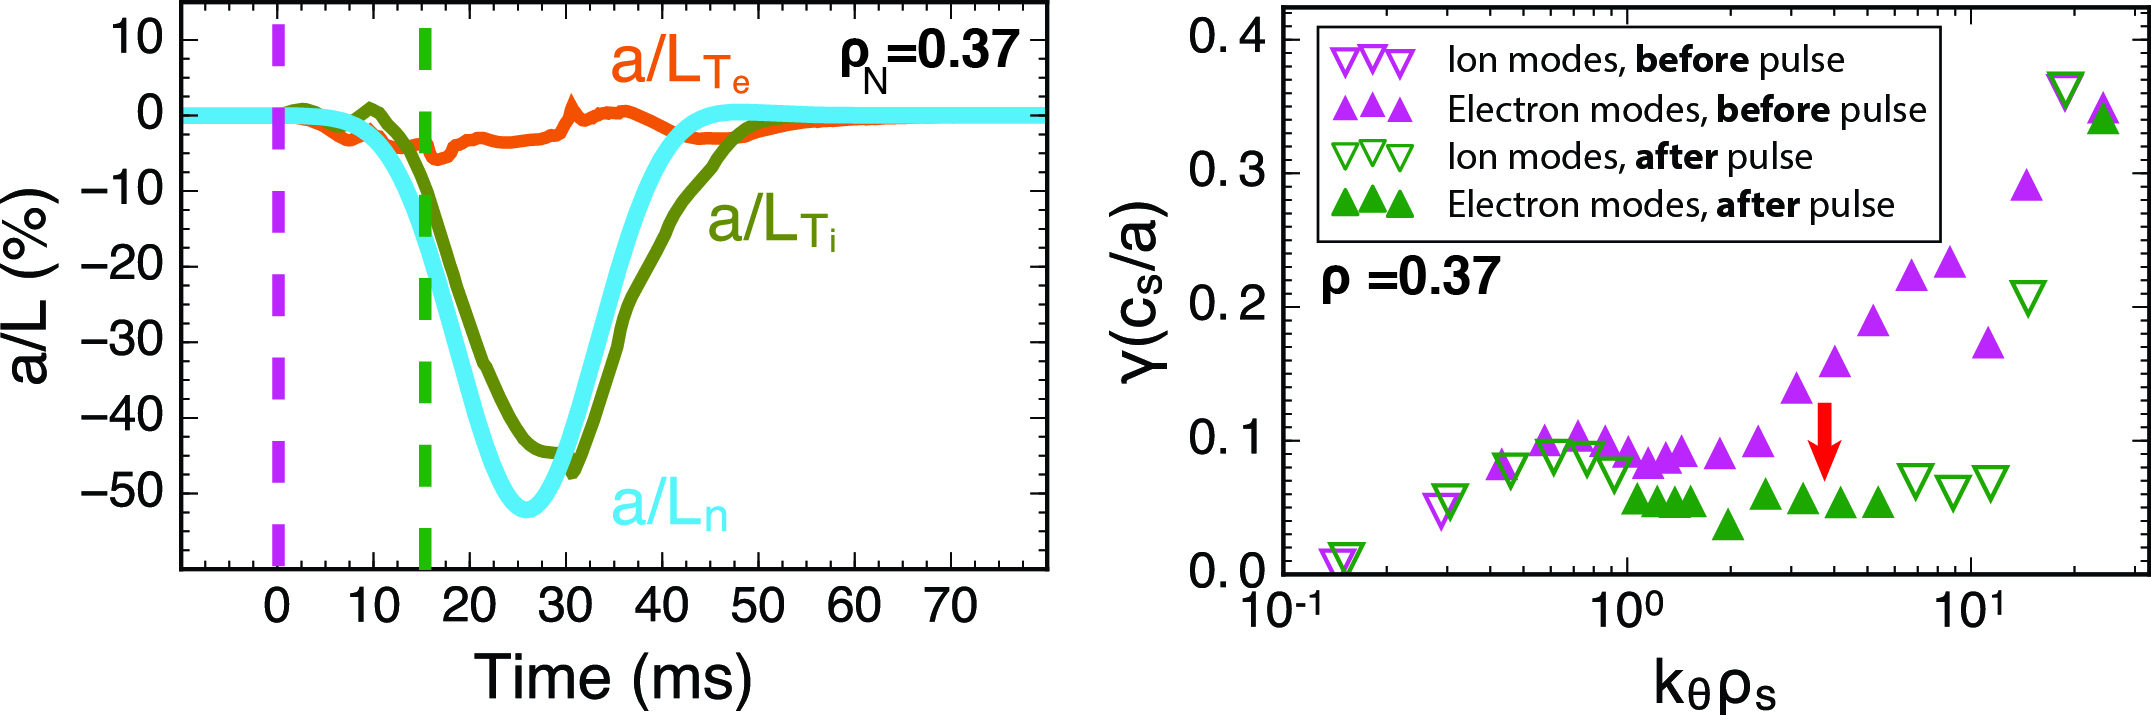 10
0
−10
−20
−30
−40
−50
a/L (%)
0 10 20 30 40 50 60 70
Time (ms)
ρN=0.37
a/LTe
a/LTi
a/Ln
0.4
0.3
0.2
0.1
0.0
γ(cs/a)
10-1 100 101
kθρs
Ion modes, before pulse
Electron modes, before pulse
Ion modes, after pulse
Electron modes, after pulse
ρ =0.37